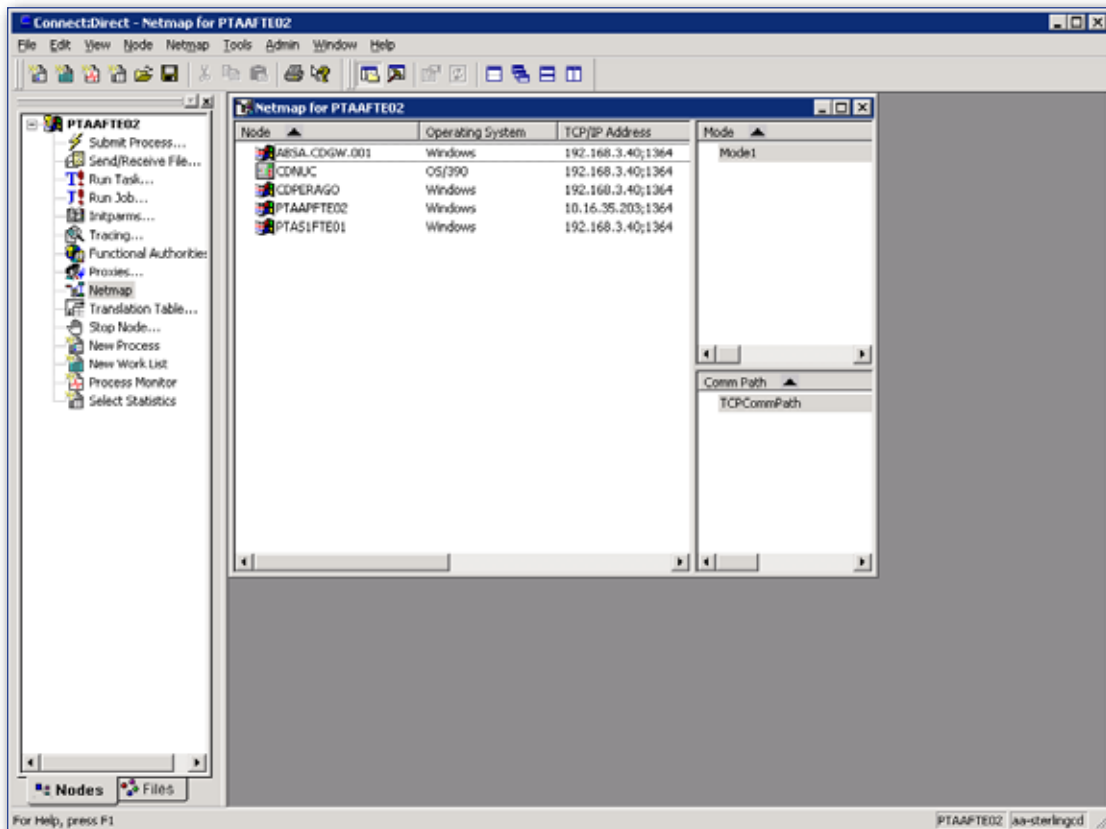 Connect:Direct - Netmap for PTAAFTE02
File Edit View Node Netmap Tools Admin Window Help
PTAAFTE02
Submit Process...
Send/Receive File...
Run Task...
Run Job...
Initparms...
Tracing...
Functional Authorities
Proxies...
Netmap
Translation Table...
Stop Node...
New Process
New Work List
Process Monitor
Select Statistics
Nodes Files
Netmap for PTAAFTE02
Node Operating System TCP/IP Address
ABSA.CDGW.001 Windows 192.168.3.40;1364
CDNUC OS/390 192.168.3.40;1364
CDPERAGO Windows 192.168.3.40;1364
PTAAPFTE02 Windows 10.16.35.203;1364
PTAS1FTE01 Windows 192.168.3.40;1364
Mode
Mode1
Comm Path
TCPCommPath
For Help, press F1 PTAAFTE02 aa-sterlingcd